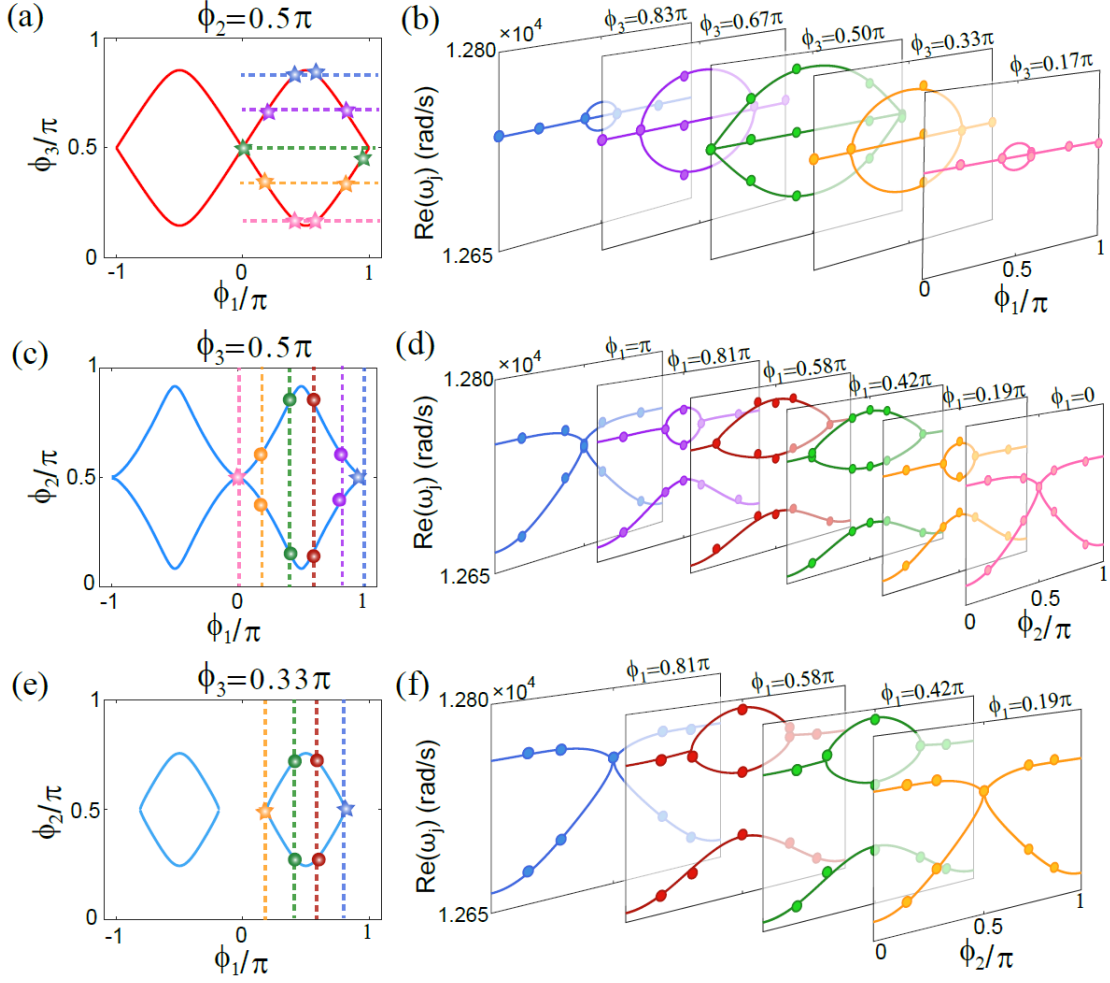 (a)
ϕ₂=0.5π
1
0.5
0
ϕ₃/π
-1
0
1
ϕ₁/π
(b)
×10⁴
1.280
1.265
Re(ωⱼ) (rad/s)
ϕ₃=0.83π
ϕ₃=0.67π
ϕ₃=0.50π
ϕ₃=0.33π
ϕ₃=0.17π
0
0.5
1
ϕ₁/π
(c)
ϕ₃=0.5π
1
0.5
0
ϕ₂/π
-1
0
1
ϕ₁/π
(d)
×10⁴
1.280
1.265
Re(ωⱼ) (rad/s)
ϕ₁=π
ϕ₁=0.81π
ϕ₁=0.58π
ϕ₁=0.42π
ϕ₁=0.19π
ϕ₁=0
0
0.5
1
ϕ₂/π
(e)
ϕ₃=0.33π
1
0.5
0
ϕ₂/π
-1
0
1
ϕ₁/π
(f)
×10⁴
1.280
1.265
Re(ωⱼ) (rad/s)
ϕ₁=0.81π
ϕ₁=0.58π
ϕ₁=0.42π
ϕ₁=0.19π
0
0.5
1
ϕ₂/π